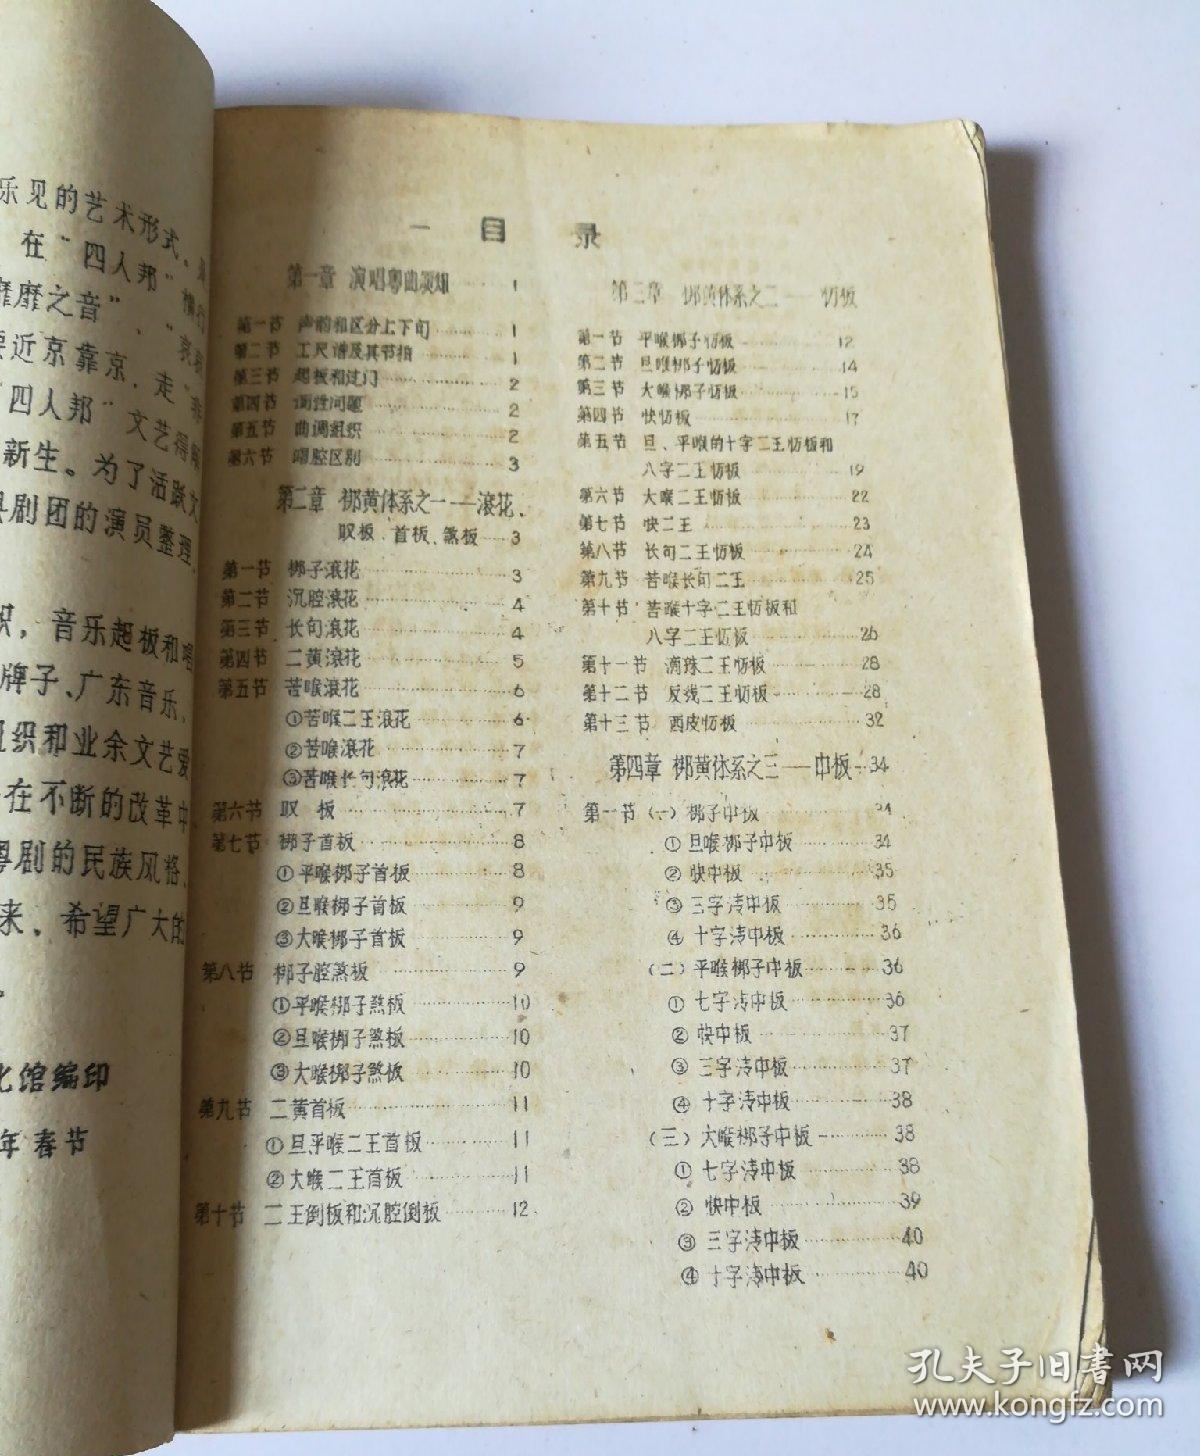 乐见的艺术形式。
在“四人邦”横行
靡靡之音”、“哀
要近京靠京，走“非
“四人邦”文艺得
新生。为了活跃文
县剧团的演员整理、
织，音乐起板和唱
牌子、广东音乐、
组织和业余文艺爱
在不断的改革中
粤剧的民族风格、
来、希望广大的
化馆编印
年春节
目 录
第一章 演唱粤曲须知 1
第一节 声韵和区分上下句 1
第二节 工尺谱及其节拍 1
第三节 起板和过门 2
第四节 调性问题 2
第五节 曲调组织 2
第六节 唱腔区别 3
第二章 梆黄体系之一——滚花、
叹板、首板、煞板 3
第一节 梆子滚花 3
第二节 沉腔滚花 4
第三节 长句滚花 4
第四节 二黄滚花 5
第五节 苦喉滚花 6
①苦喉二王滚花 6
②苦喉滚花 7
③苦喉长句滚花 7
第六节 叹板 7
第七节 梆子首板 8
①平喉梆子首板 8
②旦喉梆子首板 9
③大喉梆子首板 9
第八节 梆子腔煞板 9
①平喉梆子煞板 10
②旦喉梆子煞板 10
③大喉梆子煞板 10
第九节 二黄首板 11
①旦平喉二王首板 11
②大喉二王首板 11
第十节 二王倒板和沉腔倒板 12
第三章 梆黄体系之二——慢板
第一节 平喉梆子慢板 12
第二节 旦喉梆子慢板 14
第三节 大喉梆子慢板 15
第四节 快慢板 17
第五节 旦、平喉的十字二王慢板和
八字二王慢板 19
第六节 大喉二王慢板 22
第七节 快二王 23
第八节 长句二王慢板 24
第九节 苦喉长句二王 25
第十节 苦喉十字二王慢板和
八字二王慢板 26
第十一节 滴珠二王慢板 28
第十二节 反线二王慢板 28
第十三节 西皮慢板 32
第四章 梆黄体系之三——中板 34
第一节（一）梆子中板 34
①旦喉梆子中板 34
②快中板 35
③三字清中板 35
④十字清中板 36
（二）平喉梆子中板 36
①七字清中板 36
②快中板 37
③三字清中板 37
④十字清中板 38
（三）大喉梆子中板 38
①七字清中板 38
②快中板 39
③三字清中板 40
④十字清中板 40
孔夫子旧书网
www.kongfz.com